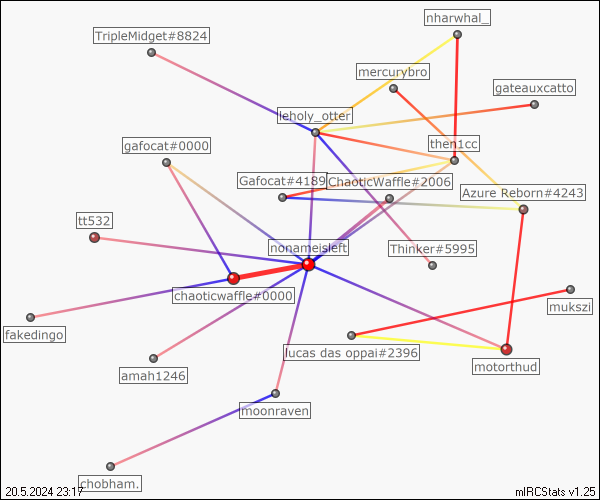 nharwhal_
TripleMidget#8824
mercurybro
gateauxcatto
leholy_otter
gafocat#0000
then1cc
Gafocat#4189
ChaoticWaffle#2006
Azure Reborn#4243
tt532
nonameisleft
Thinker#5995
chaoticwaffle#0000
mukszi
fakedingo
lucas das oppai#2396
motorthud
amah1246
moonraven
chobham.
20.5.2024 23:17
mIRCStats v1.25